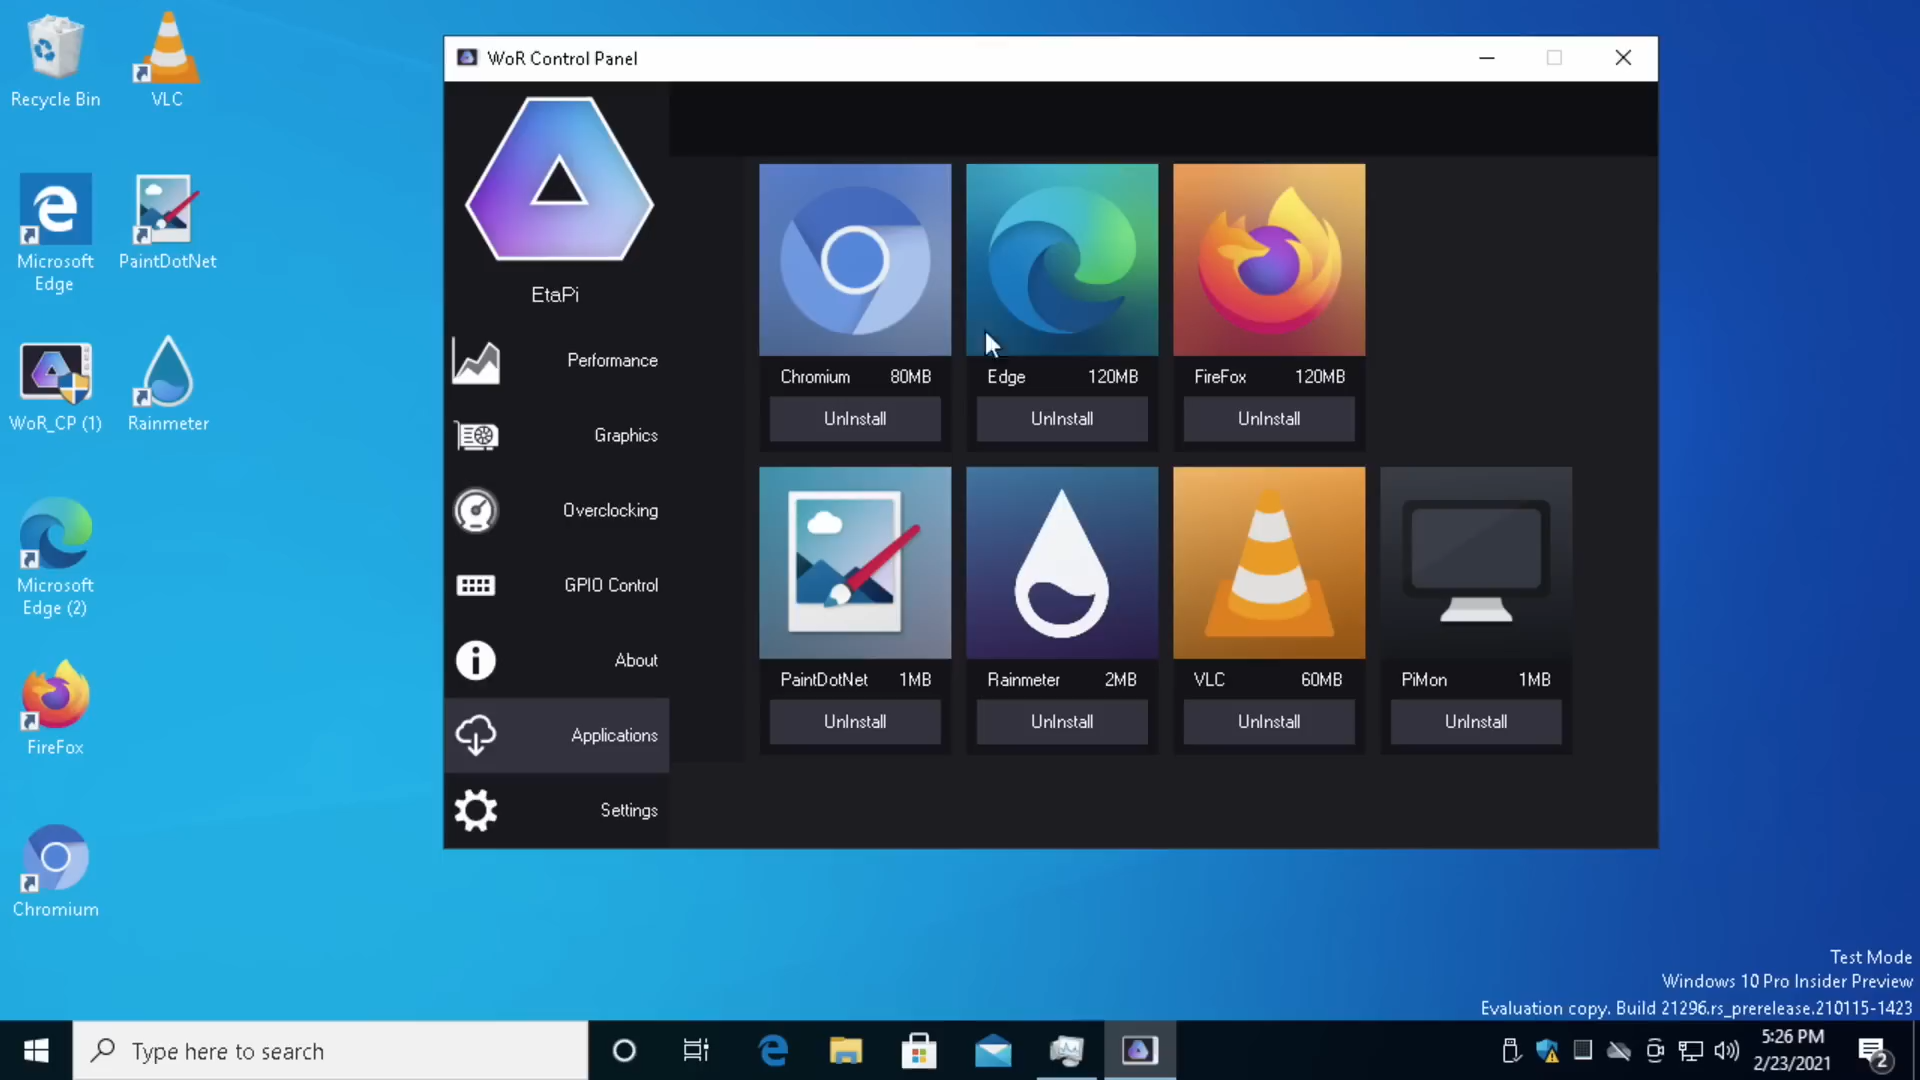 Recycle Bin
VLC
Microsoft
Edge
PaintDotNet
WoR_CP (1)
Rainmeter
Microsoft
Edge (2)
FireFox
Chromium
WoR Control Panel
EtaPi
Performance
Graphics
Overclocking
GPIO Control
About
Applications
Settings
Chromium 80MB
UnInstall
Edge 120MB
UnInstall
FireFox 120MB
UnInstall
PaintDotNet 1MB
UnInstall
Rainmeter 2MB
UnInstall
VLC 60MB
UnInstall
PiMon 1MB
UnInstall
Test Mode
Windows 10 Pro Insider Preview
Evaluation copy. Build 21296.rs_prerelease.210115-1423
Type here to search
5:26 PM
2/23/2021
2